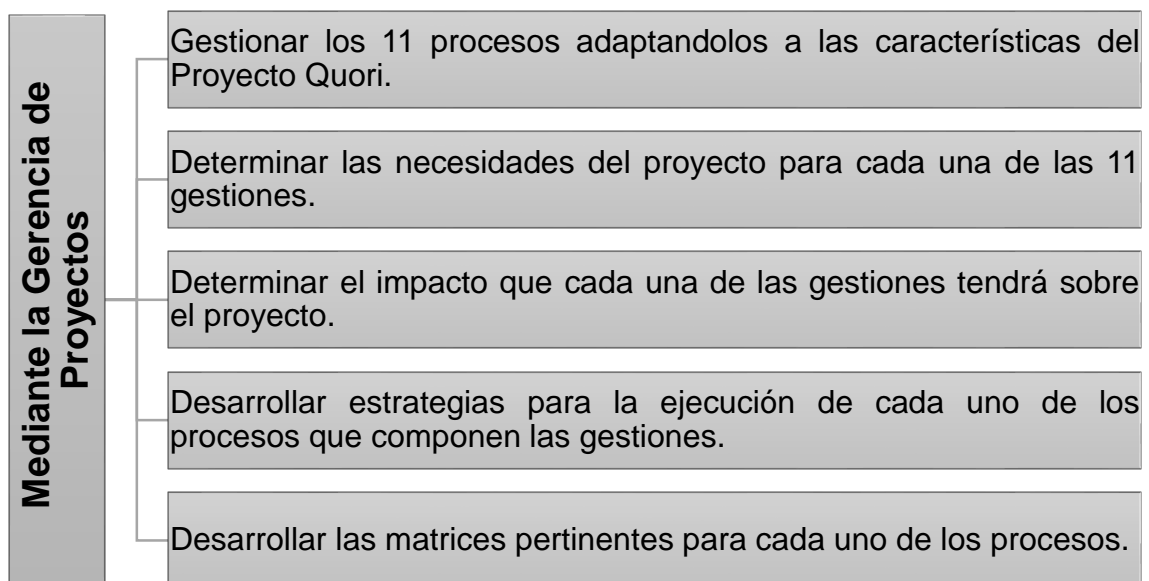 Mediante la Gerencia de
Proyectos
Gestionar los 11 procesos adaptandolos a las características del
Proyecto Quori.
Determinar las necesidades del proyecto para cada una de las 11
gestiones.
Determinar el impacto que cada una de las gestiones tendrá sobre
el proyecto.
Desarrollar estrategias para la ejecución de cada uno de los
procesos que componen las gestiones.
Desarrollar las matrices pertinentes para cada uno de los procesos.